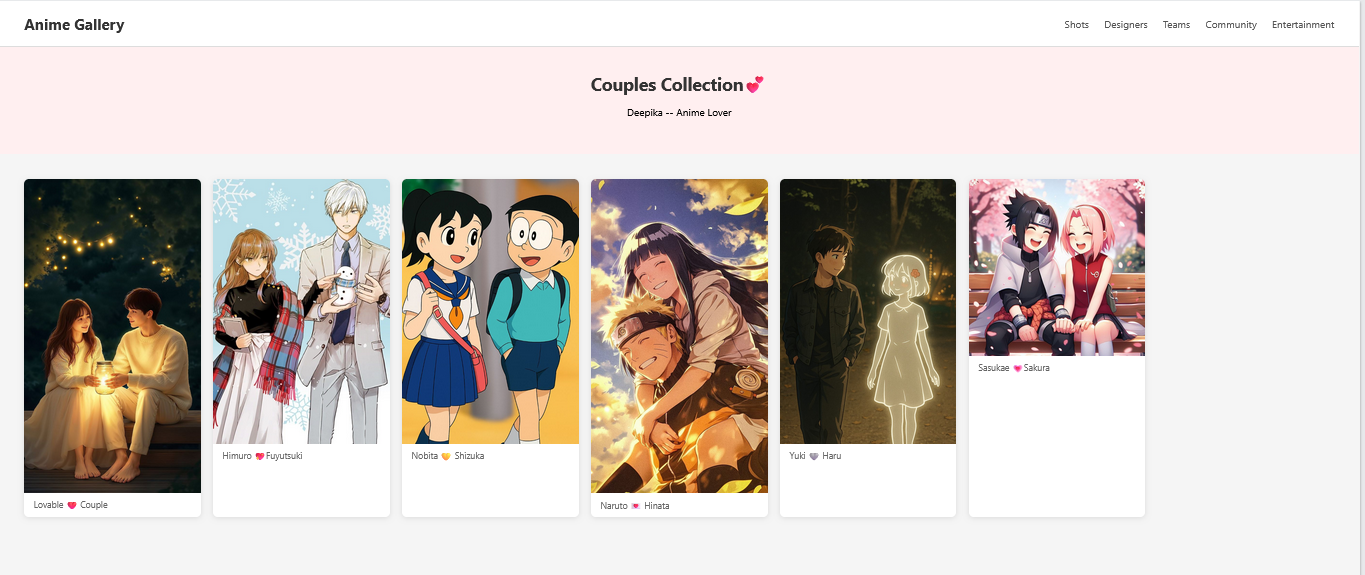 Anime Gallery
Shots Designers Teams Community Entertainment
Couples Collection💕
Deepika -- Anime Lover
Lovable ❤️ Couple
Himuro 💖Fuyutsuki
Nobita 💛 Shizuka
Naruto 💌 Hinata
Yuki 🩶 Haru
Sasukae 💗Sakura